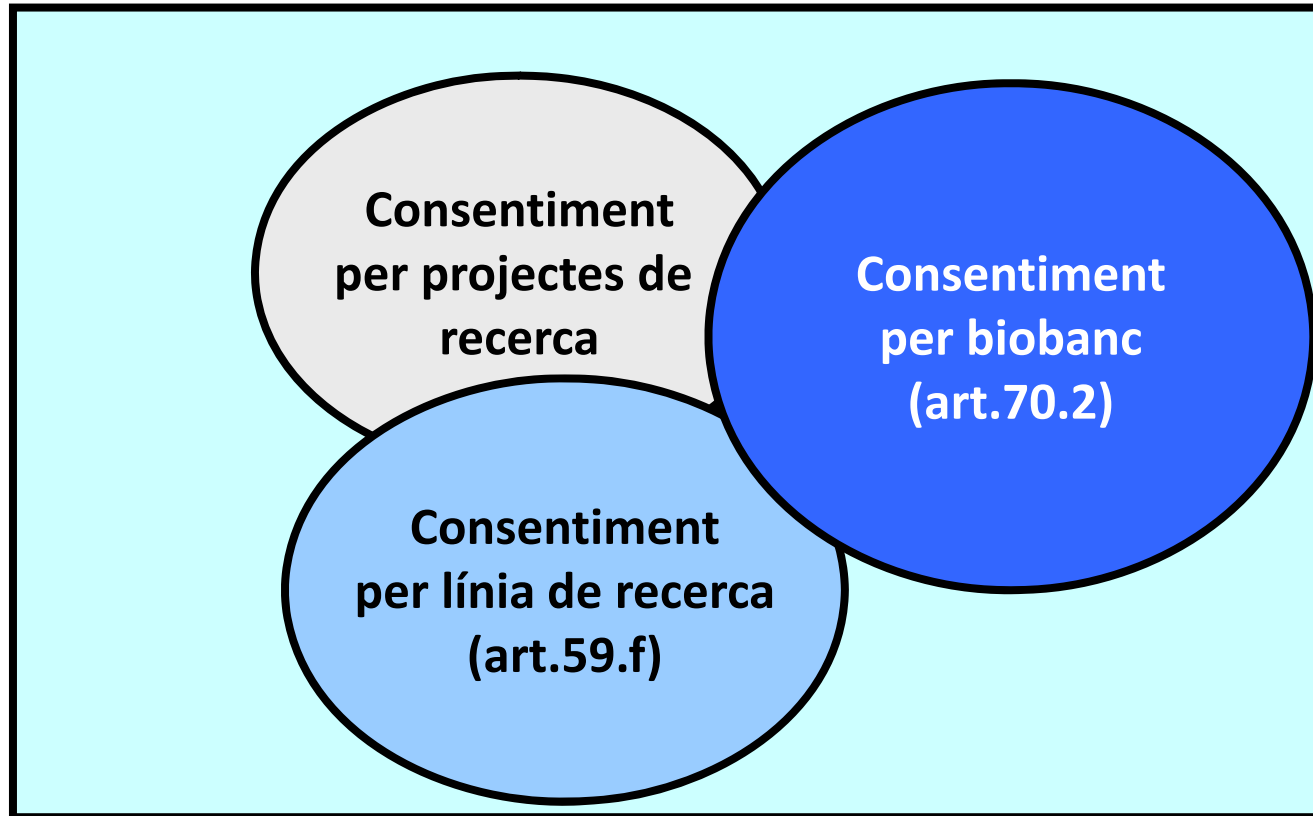 Consentiment
per projectes de
recerca
Consentiment
per biobanc
(art.70.2)
Consentiment
per línia de recerca
(art.59.f)